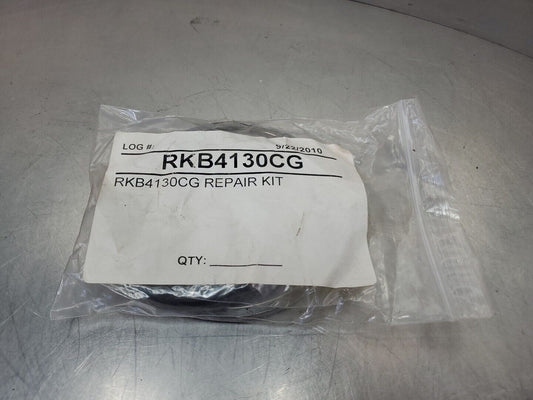 LOG #: 9/22/2010
RKB4130CG
RKB4130CG REPAIR KIT
QTY: